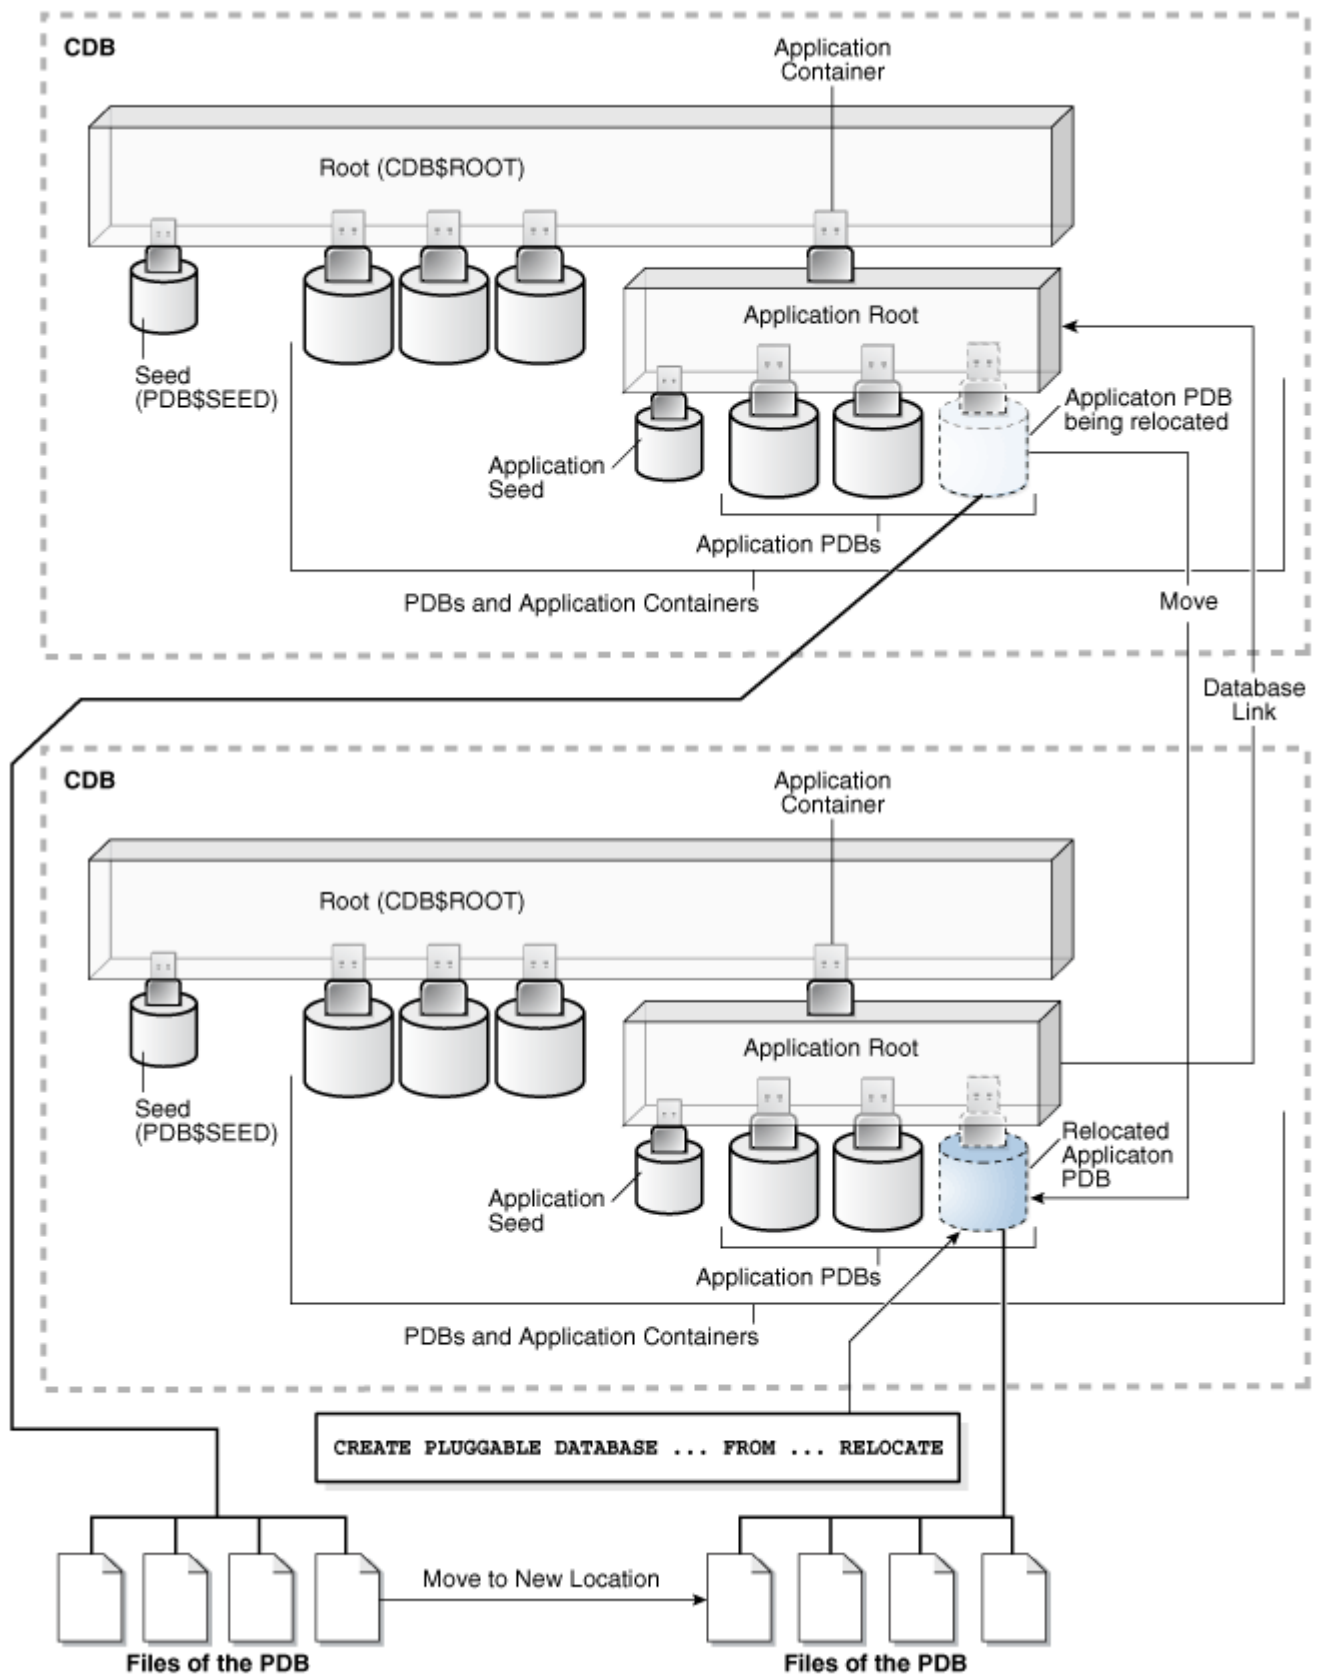 CDB
Application
Container
Root (CDB$ROOT)
Application Root
Seed
(PDB$SEED)
Applicaton PDB
being relocated
Application
Seed
Application PDBs
PDBs and Application Containers
Move
Database
Link
CDB
Application
Container
Root (CDB$ROOT)
Application Root
Seed
(PDB$SEED)
Relocated
Applicaton
PDB
Application
Seed
Application PDBs
PDBs and Application Containers
CREATE PLUGGABLE DATABASE ... FROM ... RELOCATE
Move to New Location
Files of the PDB
Files of the PDB